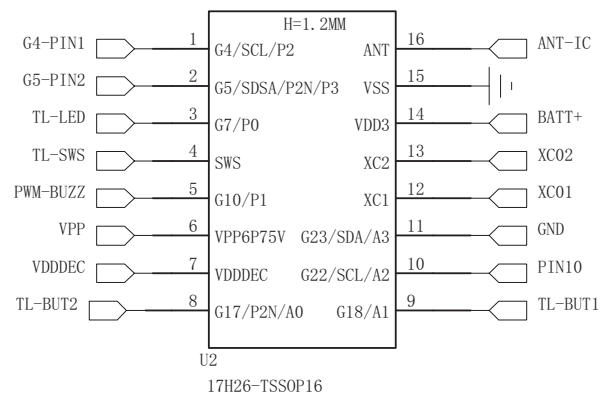 H=1.2MM
G4-PIN1 1 G4/SCL/P2 ANT 16 ANT-IC
G5-PIN2 2 G5/SDSA/P2N/P3 VSS 15
TL-LED 3 G7/P0 VDD3 14 BATT+
TL-SWS 4 SWS XC2 13 XC02
PWM-BUZZ 5 G10/P1 XC1 12 XC01
VPP 6 VPP6P75V G23/SDA/A3 11 GND
VDDDEC 7 VDDDEC G22/SCL/A2 10 PIN10
TL-BUT2 8 G17/P2N/A0 G18/A1 9 TL-BUT1
U2
17H26-TSSOP16